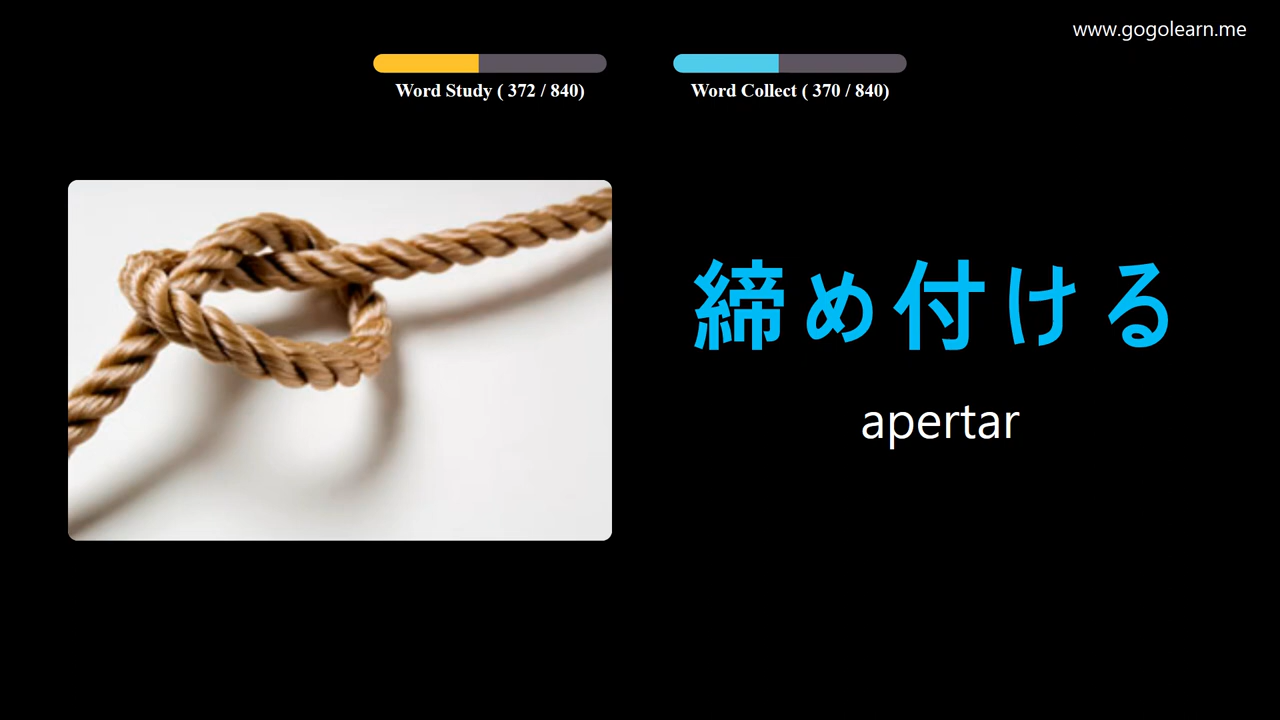 www.gogolearn.me
Word Study ( 372 / 840)
Word Collect ( 370 / 840)
締め付ける
apertar